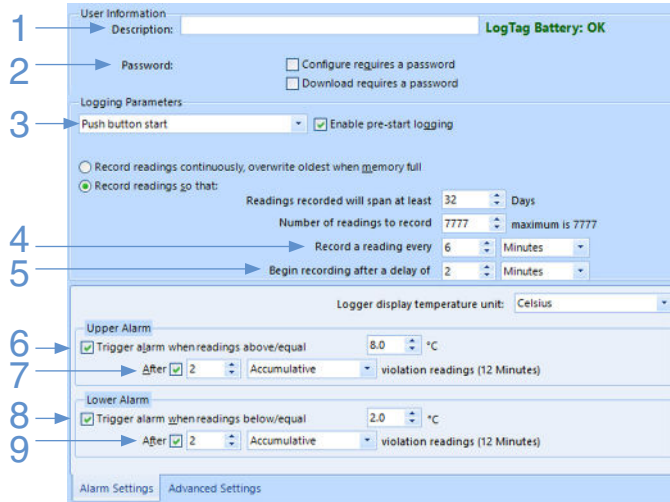 User Information
1 Description: LogTag Battery: OK
2 Password: Configure requires a password
Download requires a password
Logging Parameters
3 Push button start Enable pre-start logging
Record readings continuously, overwrite oldest when memory full
Record readings so that:
Readings recorded will span at least 32 Days
Number of readings to record 7777 maximum is 7777
4 Record a reading every 6 Minutes
5 Begin recording after a delay of 2 Minutes
Logger display temperature unit: Celsius
Upper Alarm
6 Trigger alarm when readings above/equal 8.0 °C
7 After 2 Accumulative violation readings (12 Minutes)
Lower Alarm
8 Trigger alarm when readings below/equal 2.0 °C
9 After 2 Accumulative violation readings (12 Minutes)
Alarm Settings Advanced Settings